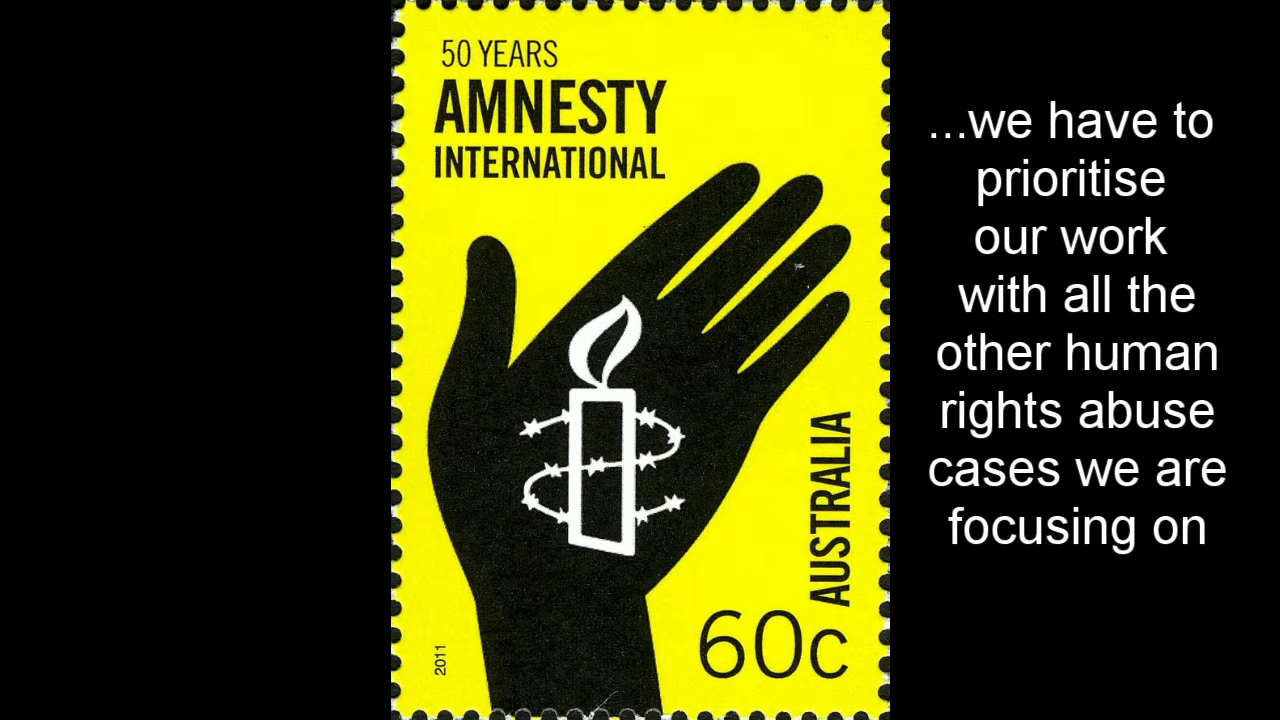 50 YEARS
AMNESTY
INTERNATIONAL
AUSTRALIA
60c
2011
...we have to
prioritise
our work
with all the
other human
rights abuse
cases we are
focusing on